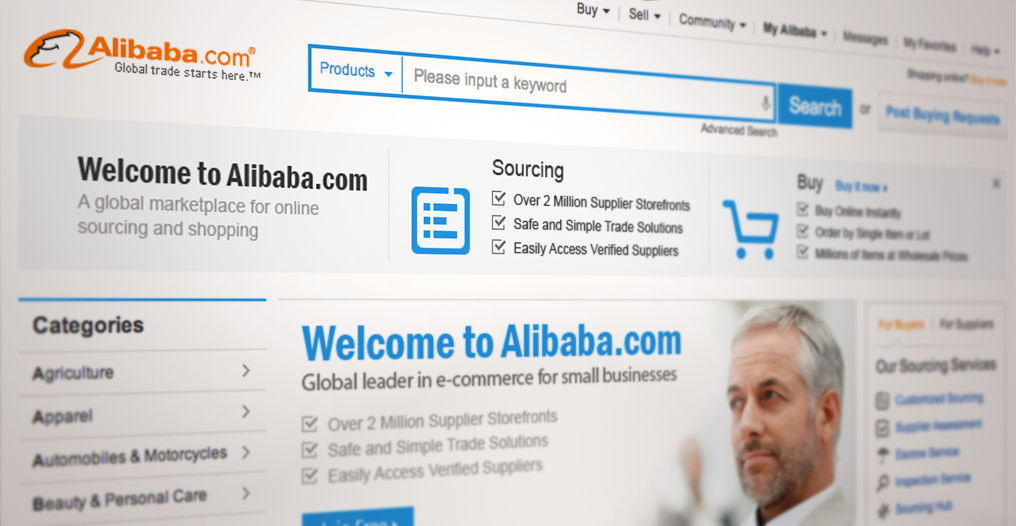 Buy
Sell
Community
My Alibaba
Messages
My Favorites
Help
Alibaba.com®
Global trade starts here.™
Products
Please input a keyword
Search
or
Post Buying Requests
Shopping online? Buy it now
Advanced Search
Welcome to Alibaba.com
A global marketplace for online
sourcing and shopping
Sourcing
Over 2 Million Supplier Storefronts
Safe and Simple Trade Solutions
Easily Access Verified Suppliers
Buy Buy it now
Buy Online Instantly
Order by Single Item or Lot
Millions of Items at Wholesale Prices
Categories
Agriculture
Apparel
Automobiles & Motorcycles
Beauty & Personal Care
Welcome to Alibaba.com
Global leader in e-commerce for small businesses
Over 2 Million Supplier Storefronts
Safe and Simple Trade Solutions
Easily Access Verified Suppliers
Join Free
For Buyers
For Suppliers
Our Sourcing Services
Customized Sourcing
Supplier Assessment
Escrow Service
Inspection Service
Sourcing Hub